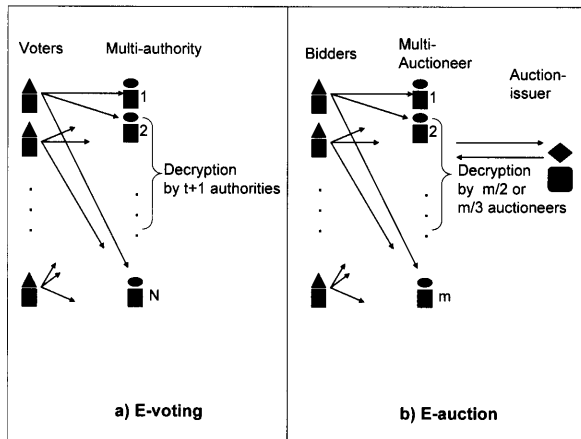 Voters
Multi-authority
1
2
Decryption
by t+1 authorities
N
a) E-voting
Bidders
Multi-
Auctioneer
Auction-
issuer
1
2
Decryption
by m/2 or
m/3 auctioneers
m
b) E-auction